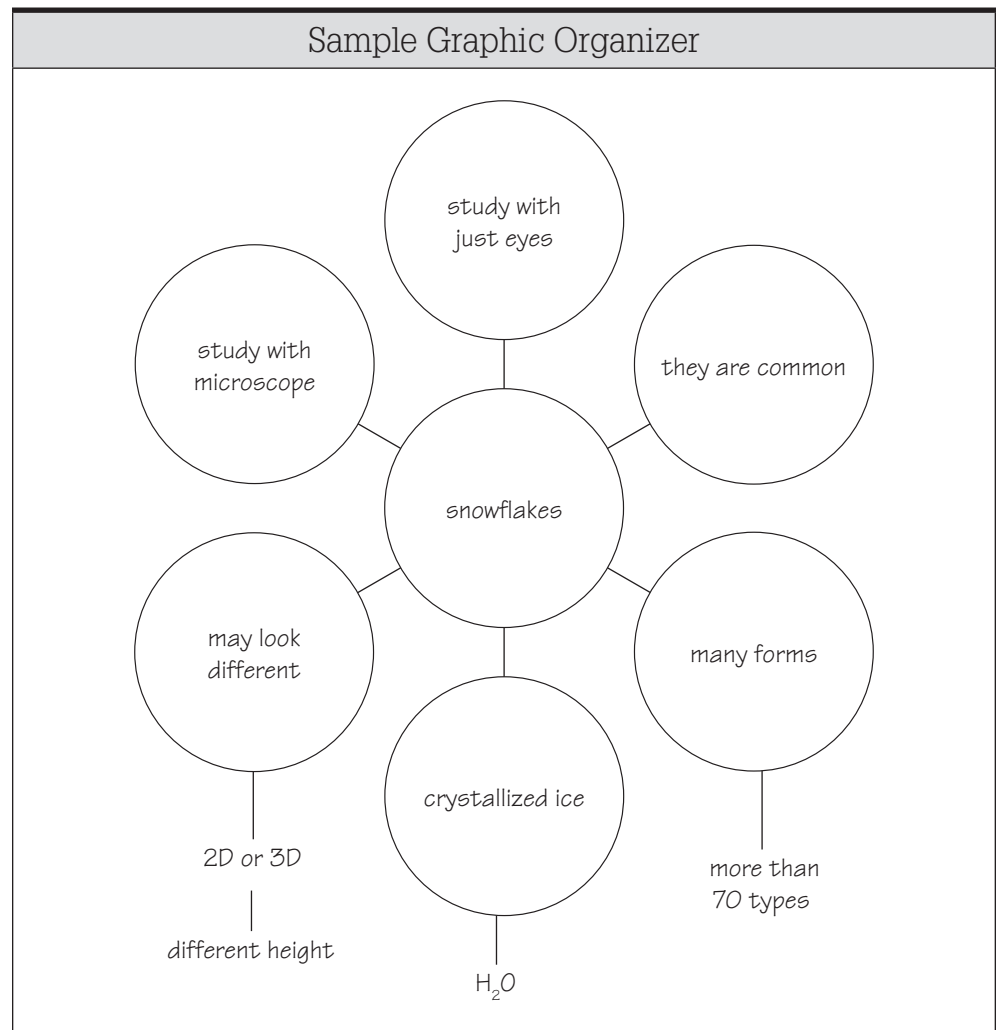 Sample Graphic Organizer
study with
just eyes
study with
microscope
they are common
snowflakes
may look
different
many forms
crystallized ice
2D or 3D
more than
70 types
different height
H₂O